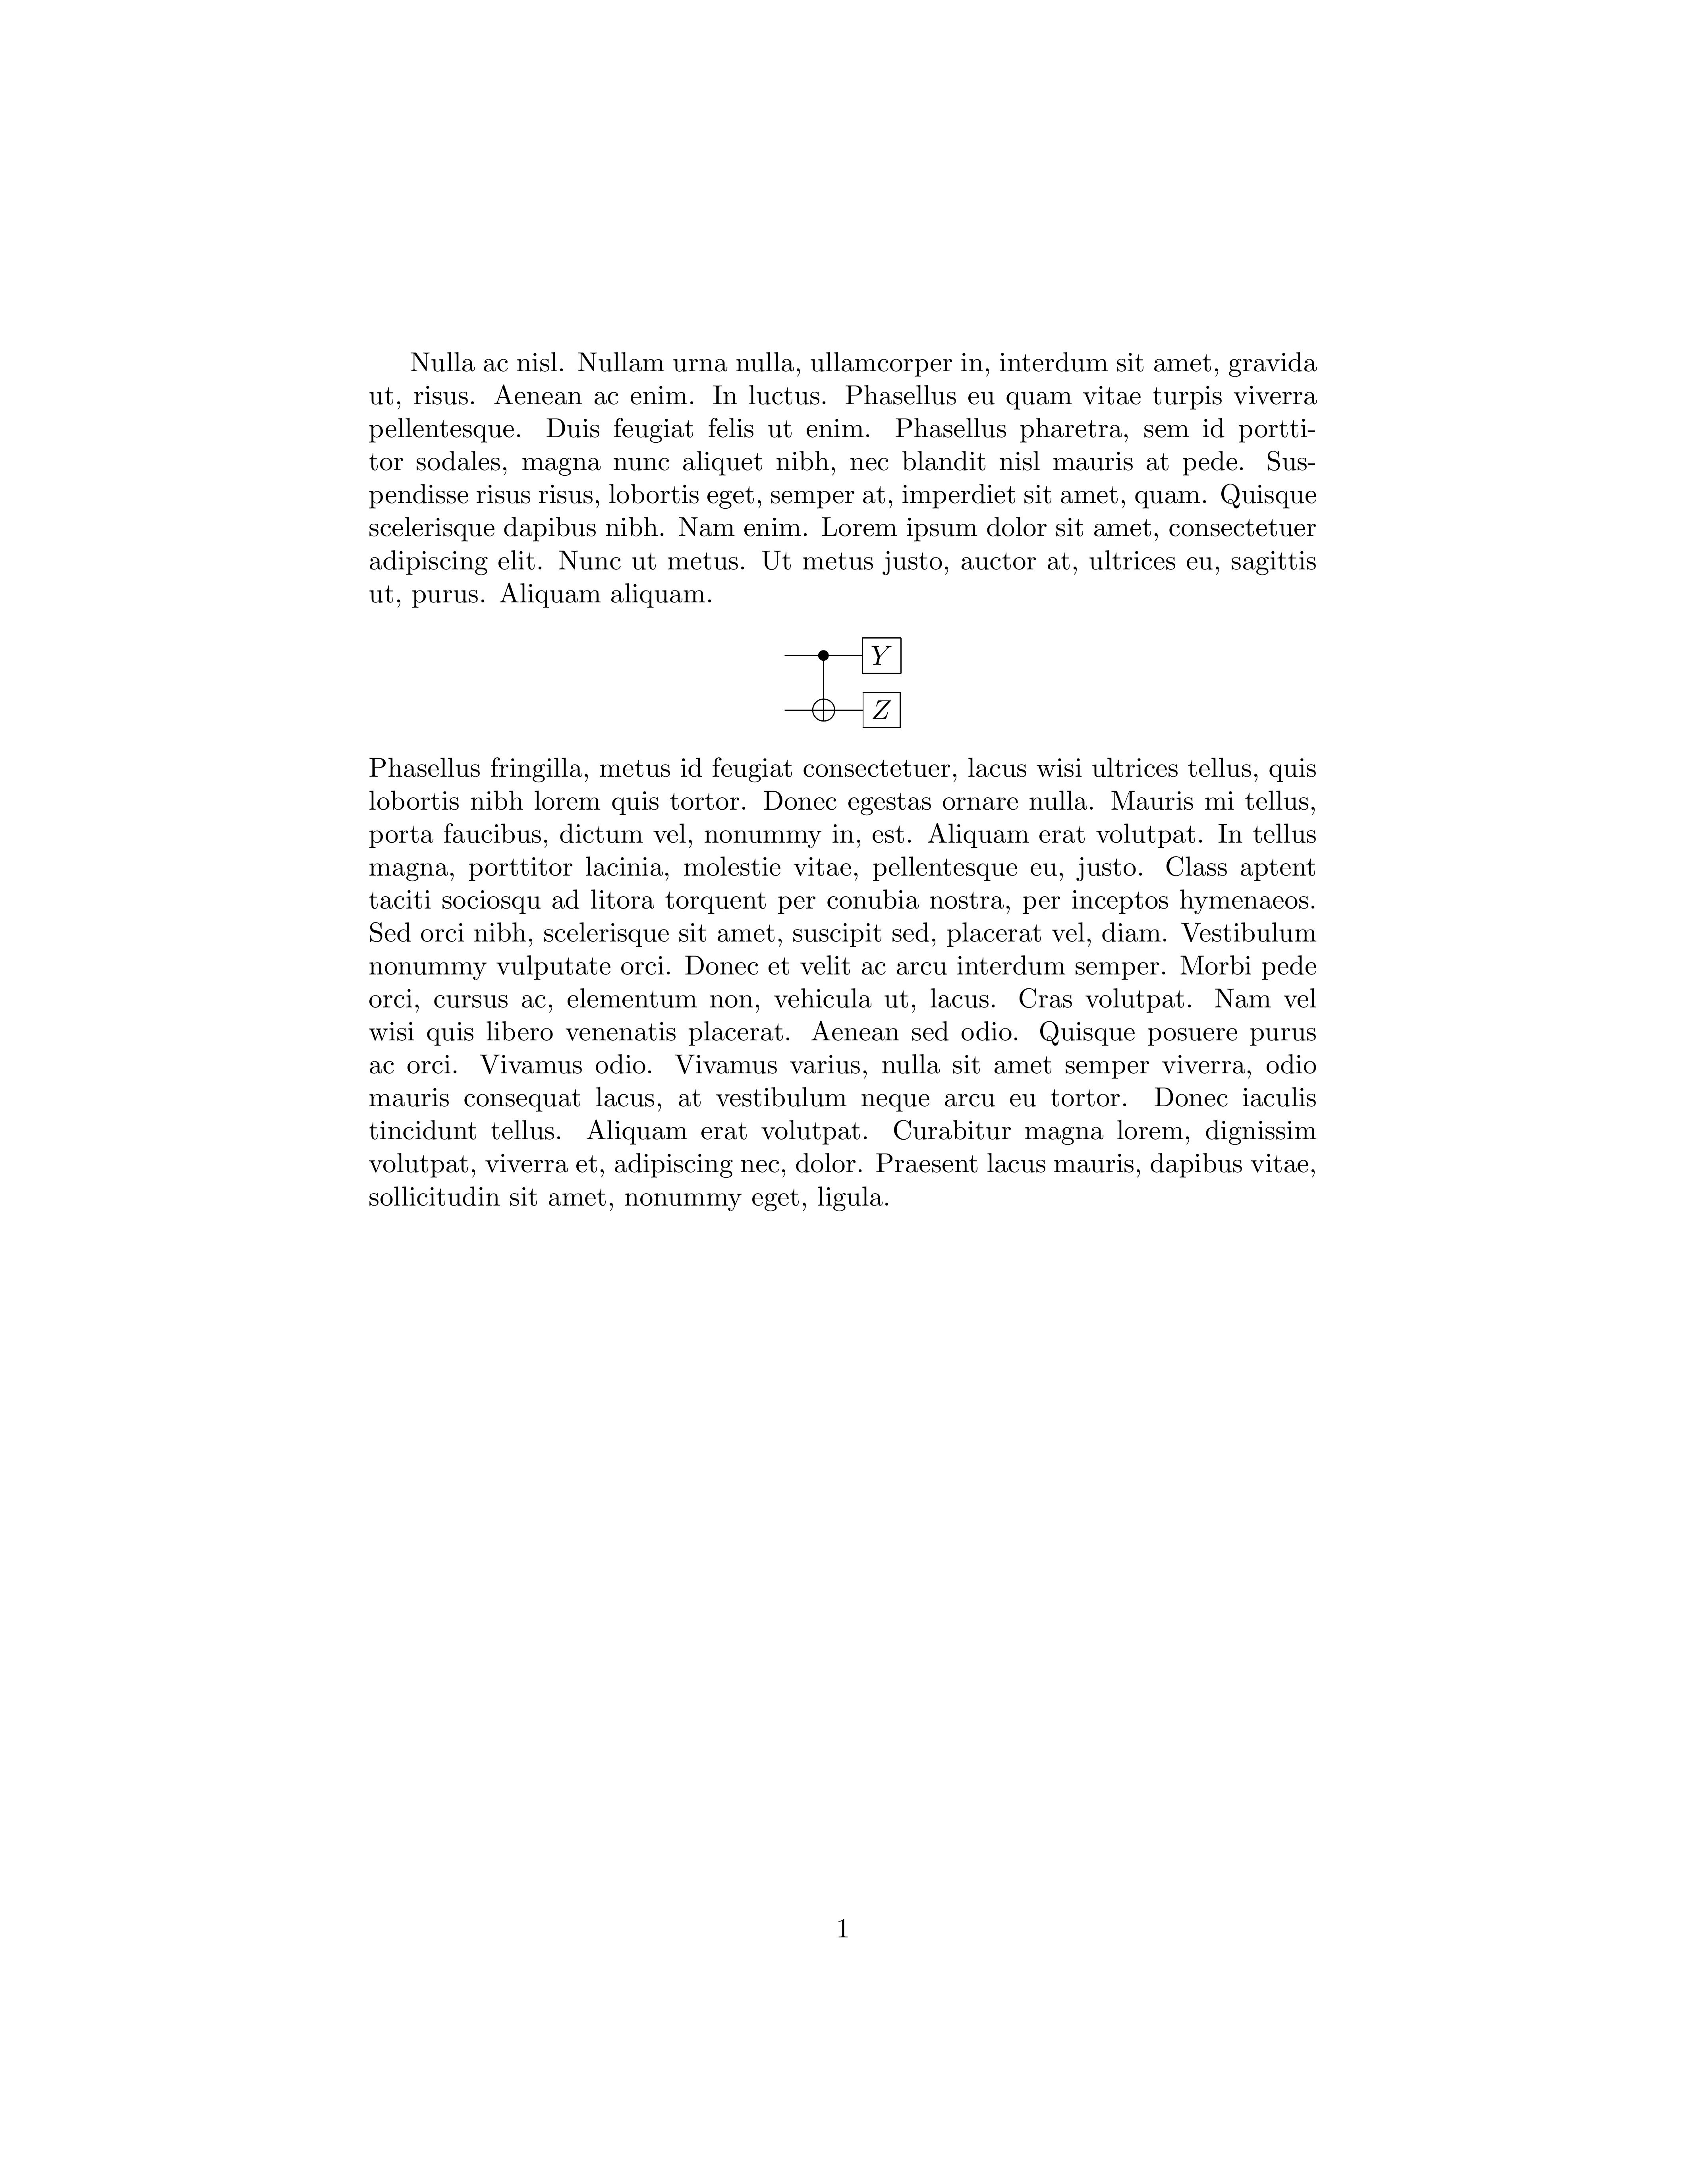 Nulla ac nisl. Nullam urna nulla, ullamcorper in, interdum sit amet, gravida
ut, risus. Aenean ac enim. In luctus. Phasellus eu quam vitae turpis viverra
pellentesque. Duis feugiat felis ut enim. Phasellus pharetra, sem id portti-
tor sodales, magna nunc aliquet nibh, nec blandit nisl mauris at pede. Sus-
pendisse risus risus, lobortis eget, semper at, imperdiet sit amet, quam. Quisque
scelerisque dapibus nibh. Nam enim. Lorem ipsum dolor sit amet, consectetuer
adipiscing elit. Nunc ut metus. Ut metus justo, auctor at, ultrices eu, sagittis
ut, purus. Aliquam aliquam.
Y
Z
Phasellus fringilla, metus id feugiat consectetuer, lacus wisi ultrices tellus, quis
lobortis nibh lorem quis tortor. Donec egestas ornare nulla. Mauris mi tellus,
porta faucibus, dictum vel, nonummy in, est. Aliquam erat volutpat. In tellus
magna, porttitor lacinia, molestie vitae, pellentesque eu, justo. Class aptent
taciti sociosqu ad litora torquent per conubia nostra, per inceptos hymenaeos.
Sed orci nibh, scelerisque sit amet, suscipit sed, placerat vel, diam. Vestibulum
nonummy vulputate orci. Donec et velit ac arcu interdum semper. Morbi pede
orci, cursus ac, elementum non, vehicula ut, lacus. Cras volutpat. Nam vel
wisi quis libero venenatis placerat. Aenean sed odio. Quisque posuere purus
ac orci. Vivamus odio. Vivamus varius, nulla sit amet semper viverra, odio
mauris consequat lacus, at vestibulum neque arcu eu tortor. Donec iaculis
tincidunt tellus. Aliquam erat volutpat. Curabitur magna lorem, dignissim
volutpat, viverra et, adipiscing nec, dolor. Praesent lacus mauris, dapibus vitae,
sollicitudin sit amet, nonummy eget, ligula.
1